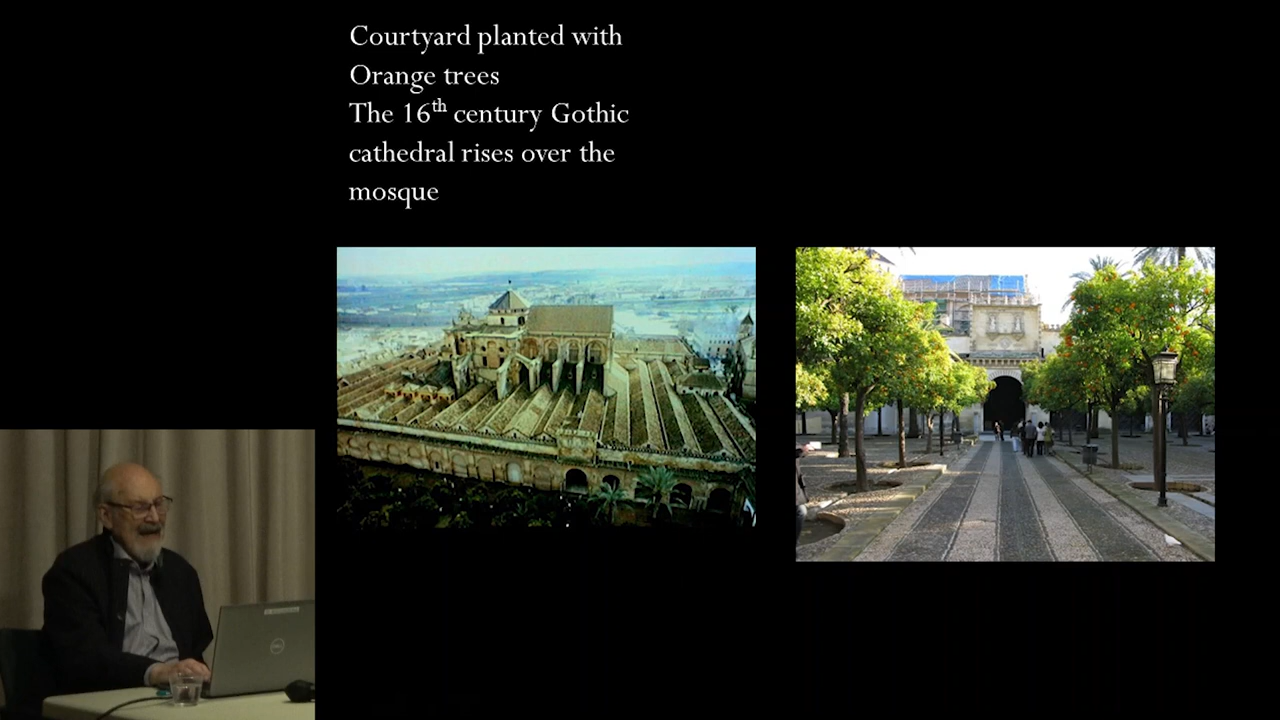 Courtyard planted with
Orange trees
The 16th century Gothic
cathedral rises over the
mosque